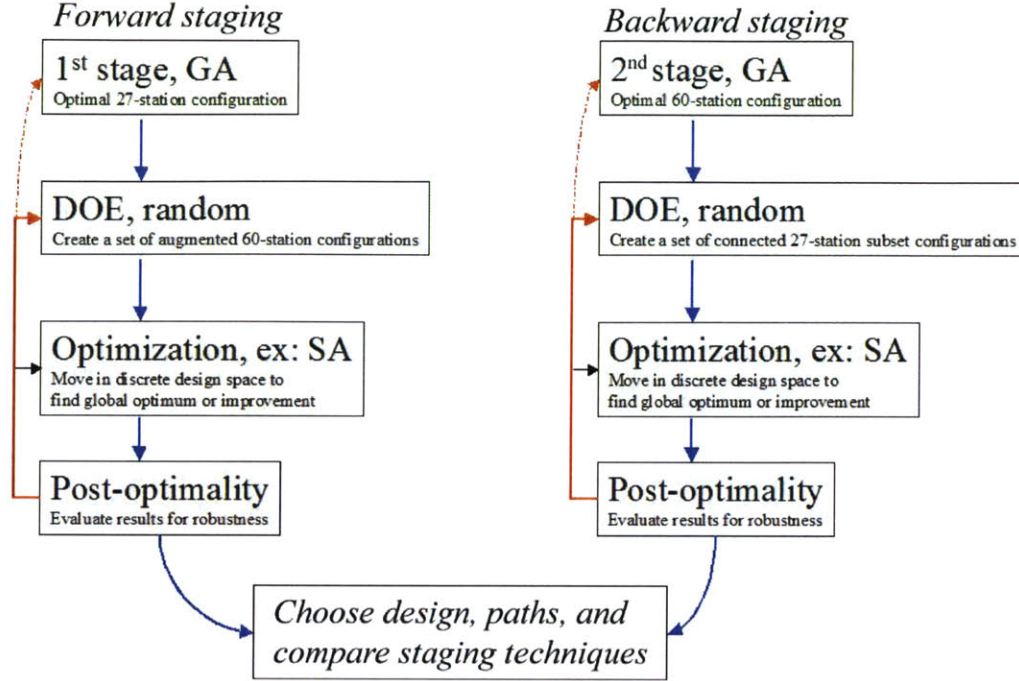 Forward staging
1st stage, GA
Optimal 27-station configuration
DOE, random
Create a set of augmented 60-station configurations
Optimization, ex: SA
Move in discrete design space to
find global optimum or improvement
Post-optimality
Evaluate results for robustness
Backward staging
2nd stage, GA
Optimal 60-station configuration
DOE, random
Create a set of connected 27-station subset configurations
Optimization, ex: SA
Move in discrete design space to
find global optimum or improvement
Post-optimality
Evaluate results for robustness
Choose design, paths, and
compare staging techniques